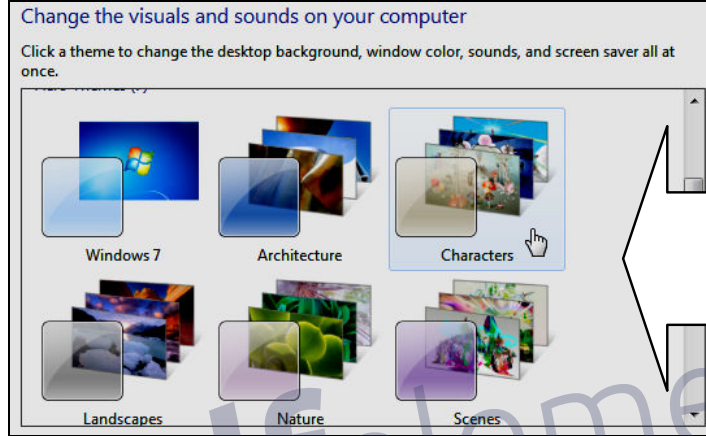 Change the visuals and sounds on your computer
Click a theme to change the desktop background, window color, sounds, and screen saver all at
once.
Windows 7 Architecture Characters
Landscapes Nature Scenes